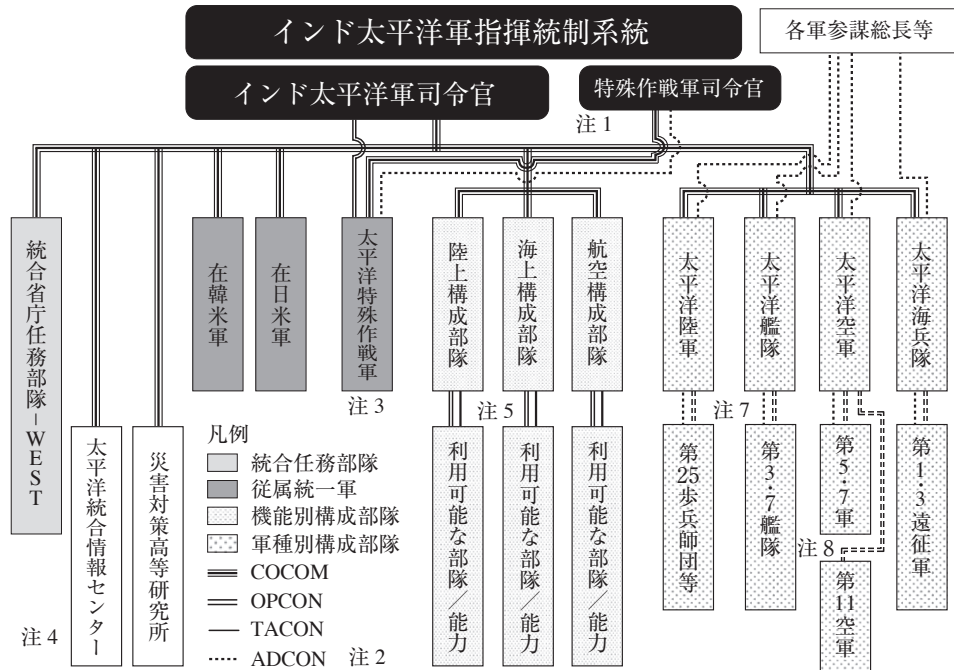 インド太平洋軍指揮統制系統
各軍参謀総長等
インド太平洋軍司令官
特殊作戦軍司令官
注1
統合省庁任務部隊－WEST
在韓米軍
在日米軍
太平洋特殊作戦軍
陸上構成部隊
海上構成部隊
航空構成部隊
太平洋陸軍
太平洋艦隊
太平洋空軍
太平洋海兵隊
注3
注5
注7
太平洋統合情報センター
災害対策高等研究所
凡例
統合任務部隊
従属統一軍
機能別構成部隊
軍種別構成部隊
COCOM
OPCON
TACON
ADCON
注2
注4
利用可能な部隊／能力
利用可能な部隊／能力
利用可能な部隊／能力
第25歩兵師団等
第3・7艦隊
第5・7軍
注8
第11空軍
第1・3遠征軍